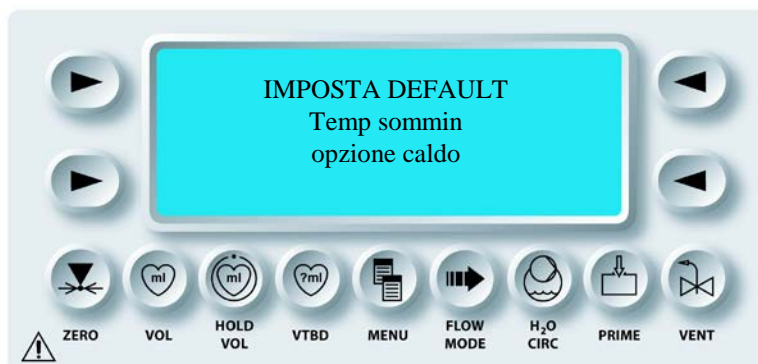 IMPOSTA DEFAULT
Temp sommin
opzione caldo
ml
ml
?ml
ZERO
VOL
HOLD
VOL
VTBD
MENU
FLOW
MODE
H₂O
CIRC
PRIME
VENT